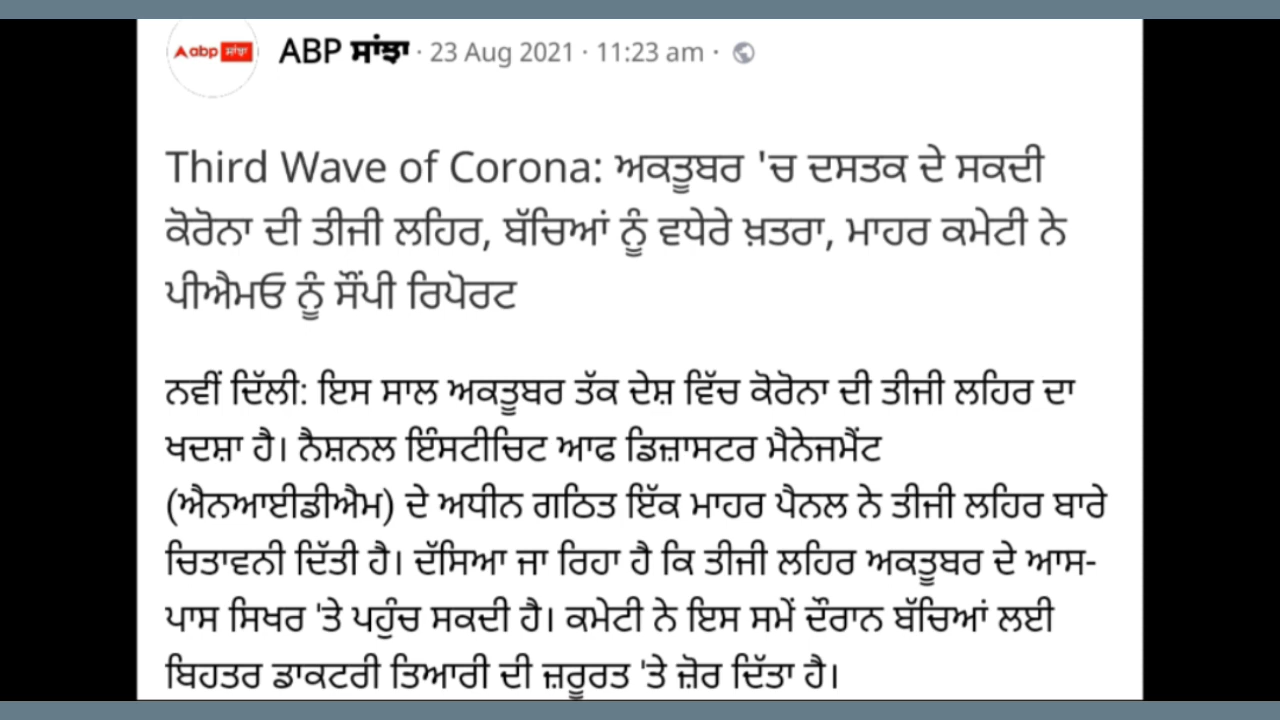 abp ਸਾਂਝਾ ABP ਸਾਂਝਾ · 23 Aug 2021 · 11:23 am ·
Third Wave of Corona: ਅਕਤੂਬਰ 'ਚ ਦਸਤਕ ਦੇ ਸਕਦੀ
ਕੋਰੋਨਾ ਦੀ ਤੀਜੀ ਲਹਿਰ, ਬੱਚਿਆਂ ਨੂੰ ਵਧੇਰੇ ਖ਼ਤਰਾ, ਮਾਹਰ ਕਮੇਟੀ ਨੇ
ਪੀਐਮਓ ਨੂੰ ਸੌਂਪੀ ਰਿਪੋਰਟ
ਨਵੀਂ ਦਿੱਲੀ: ਇਸ ਸਾਲ ਅਕਤੂਬਰ ਤੱਕ ਦੇਸ਼ ਵਿੱਚ ਕੋਰੋਨਾ ਦੀ ਤੀਜੀ ਲਹਿਰ ਦਾ
ਖਦਸ਼ਾ ਹੈ। ਨੈਸ਼ਨਲ ਇੰਸਟੀਚਿਟ ਆਫ ਡਿਜ਼ਾਸਟਰ ਮੈਨੇਜਮੈਂਟ
(ਐਨਆਈਡੀਐਮ) ਦੇ ਅਧੀਨ ਗਠਿਤ ਇੱਕ ਮਾਹਰ ਪੈਨਲ ਨੇ ਤੀਜੀ ਲਹਿਰ ਬਾਰੇ
ਚਿਤਾਵਨੀ ਦਿੱਤੀ ਹੈ। ਦੱਸਿਆ ਜਾ ਰਿਹਾ ਹੈ ਕਿ ਤੀਜੀ ਲਹਿਰ ਅਕਤੂਬਰ ਦੇ ਆਸ-
ਪਾਸ ਸਿਖਰ 'ਤੇ ਪਹੁੰਚ ਸਕਦੀ ਹੈ। ਕਮੇਟੀ ਨੇ ਇਸ ਸਮੇਂ ਦੌਰਾਨ ਬੱਚਿਆਂ ਲਈ
ਬਿਹਤਰ ਡਾਕਟਰੀ ਤਿਆਰੀ ਦੀ ਜ਼ਰੂਰਤ 'ਤੇ ਜ਼ੋਰ ਦਿੱਤਾ ਹੈ।